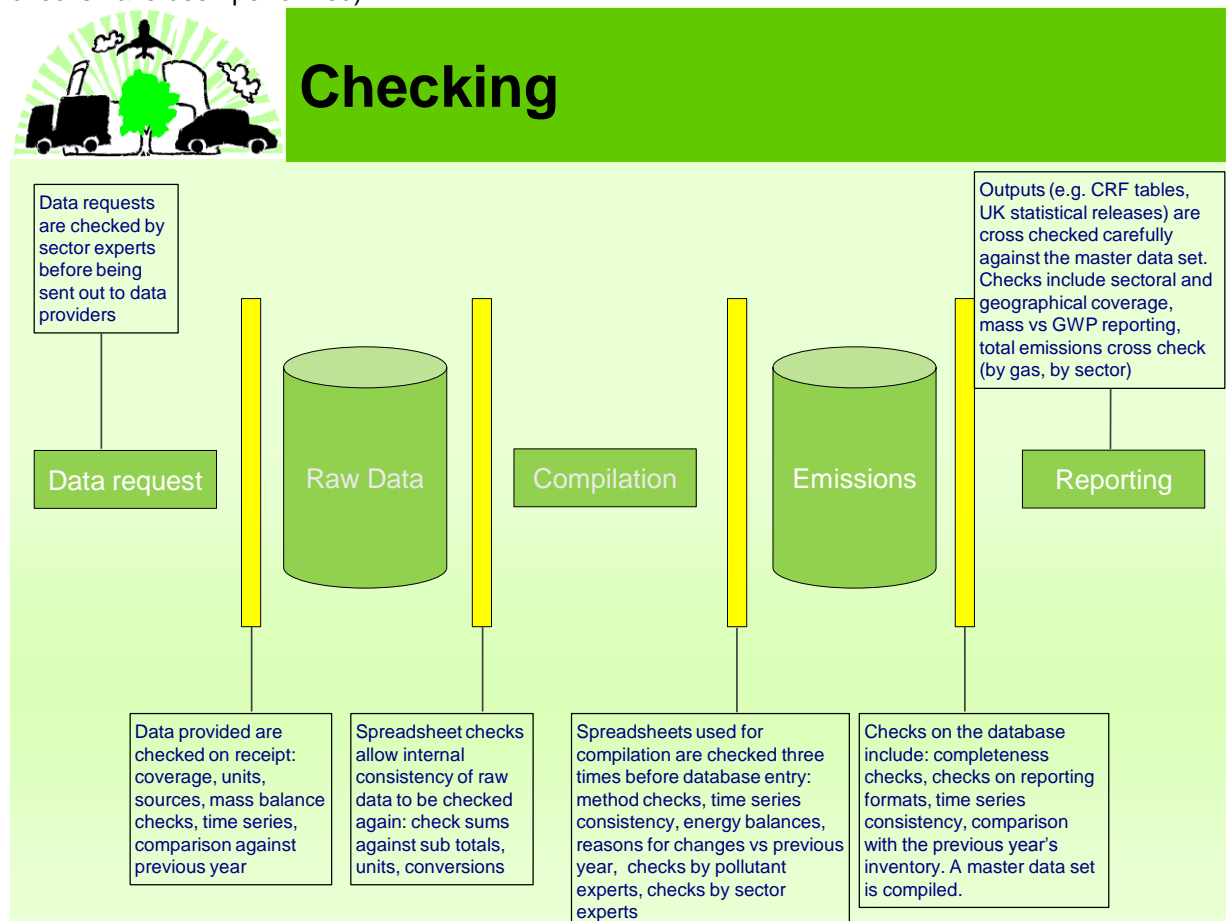 Checking
Data requests
are checked by
sector experts
before being
sent out to data
providers
Outputs (e.g. CRF tables,
UK statistical releases) are
cross checked carefully
against the master data set.
Checks include sectoral and
geographical coverage,
mass vs GWP reporting,
total emissions cross check
(by gas, by sector)
Data request
Raw Data
Compilation
Emissions
Reporting
Data provided are
checked on receipt:
coverage, units,
sources, mass balance
checks, time series,
comparison against
previous year
Spreadsheet checks
allow internal
consistency of raw
data to be checked
again: check sums
against sub totals,
units, conversions
Spreadsheets used for
compilation are checked three
times before database entry:
method checks, time series
consistency, energy balances,
reasons for changes vs previous
year, checks by pollutant
experts, checks by sector
experts
Checks on the database
include: completeness
checks, checks on reporting
formats, time series
consistency, comparison
with the previous year's
inventory. A master data set
is compiled.